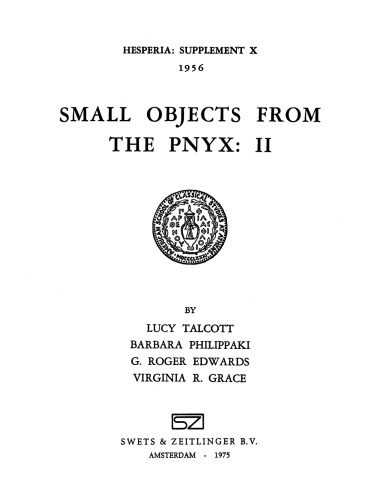 HESPERIA: SUPPLEMENT X
1956
SMALL OBJECTS FROM
THE PNYX: II
BY
LUCY TALCOTT
BARBARA PHILIPPAKI
G. ROGER EDWARDS
VIRGINIA R. GRACE
SZ
SWETS & ZEITLINGER B.V.
AMSTERDAM - 1975